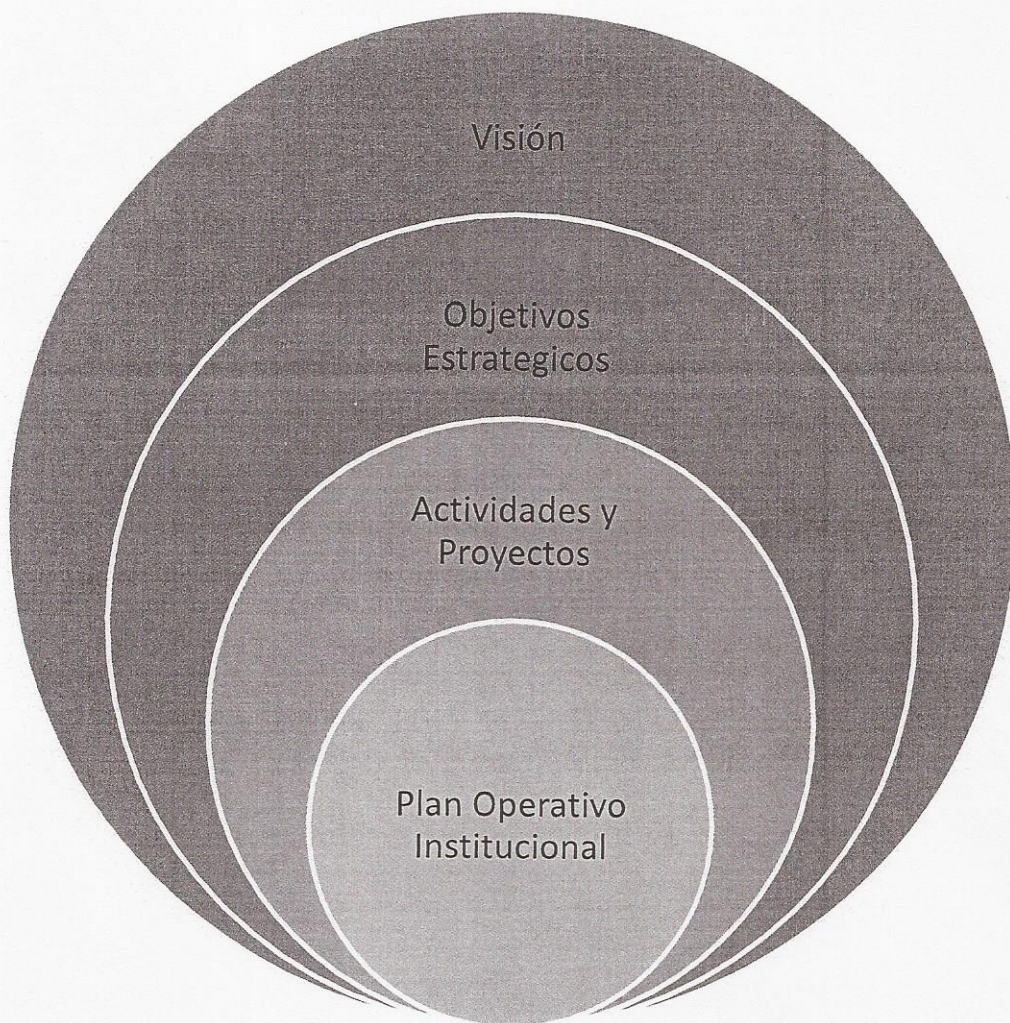 Visión
Objetivos
Estrategicos
Actividades y
Proyectos
Plan Operativo
Institucional